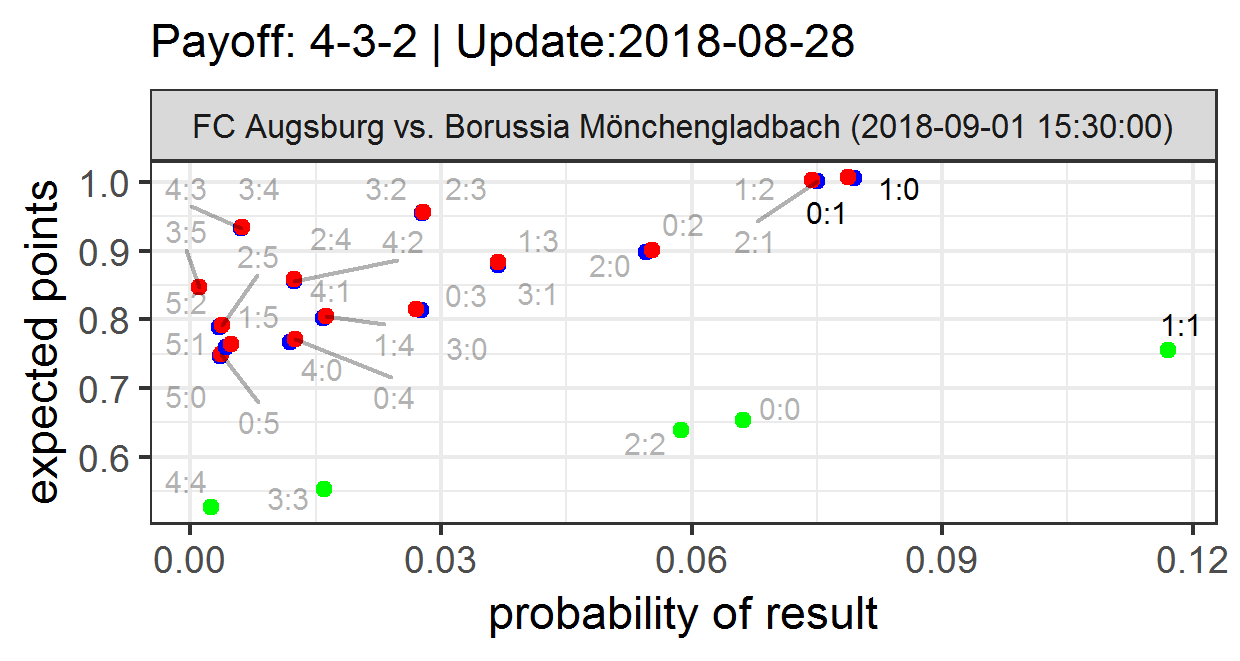 Payoff: 4-3-2 | Update:2018-08-28
FC Augsburg vs. Borussia Mönchengladbach (2018-09-01 15:30:00)
expected points
1.0
0.9
0.8
0.7
0.6
4:3 3:4 3:2 2:3 1:2 1:0
3:5 2:4 4:2 1:3 0:2 0:1
2:5 2:0 2:1
5:2 4:1 0:3 3:1
1:5 1:1
5:1 1:4 3:0
4:0
5:0 0:4 0:0
0:5 2:2
4:4 3:3
0.00 0.03 0.06 0.09 0.12
probability of result